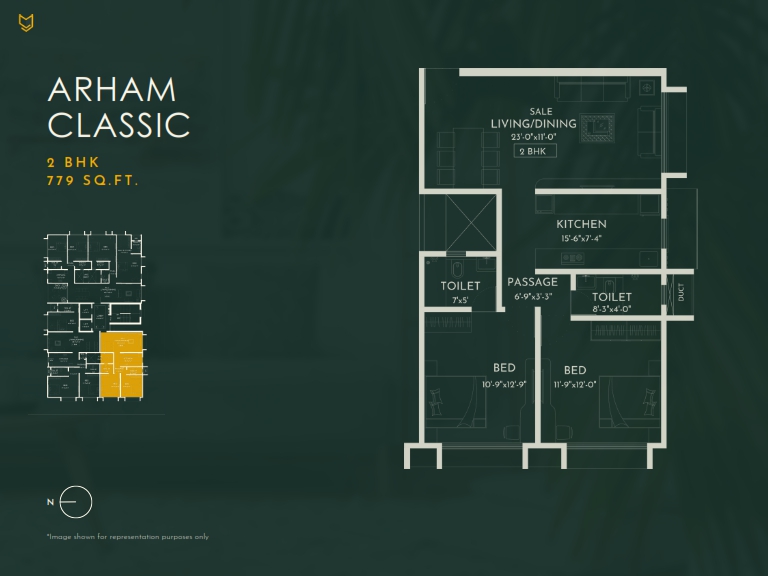 ARHAM
CLASSIC
2 BHK
779 SQ.FT.
N
*Image shown for representation purposes only
SALE
LIVING/DINING
23'-0"x11'-0"
2 BHK
KITCHEN
15'-6"x7'-4"
TOILET
7'x5'
PASSAGE
6'-9"x3'-3"
TOILET
8'-3"x4'-0"
DUCT
BED
10'-9"x12'-9"
BED
11'-9"x12'-0"